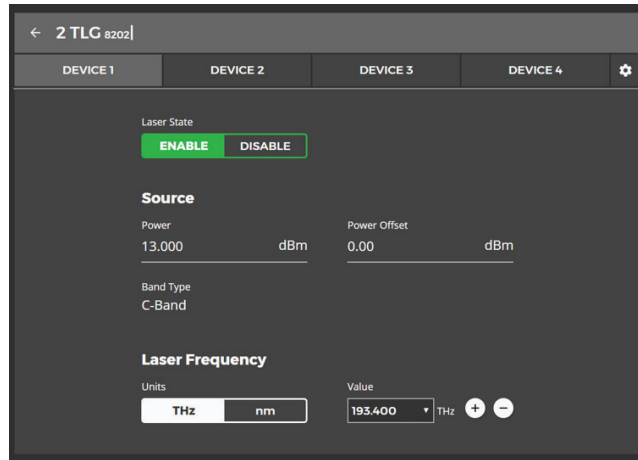 2 TLG 8202
DEVICE 1 DEVICE 2 DEVICE 3 DEVICE 4
Laser State
ENABLE DISABLE
Source
Power Power Offset
13.000 dBm 0.00 dBm
Band Type
C-Band
Laser Frequency
Units Value
THz nm 193.400 THz